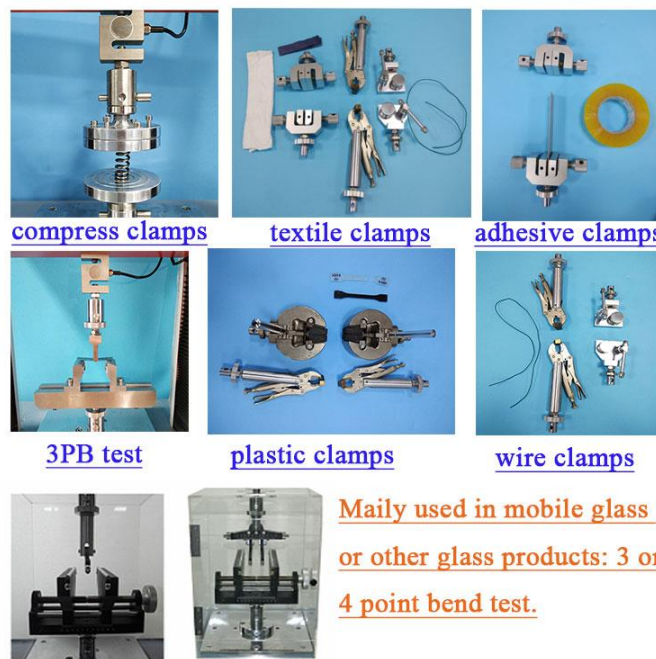 compress clamps
textile clamps
adhesive clamps
3PB test
plastic clamps
wire clamps
Maily used in mobile glass
or other glass products: 3 or
4 point bend test.